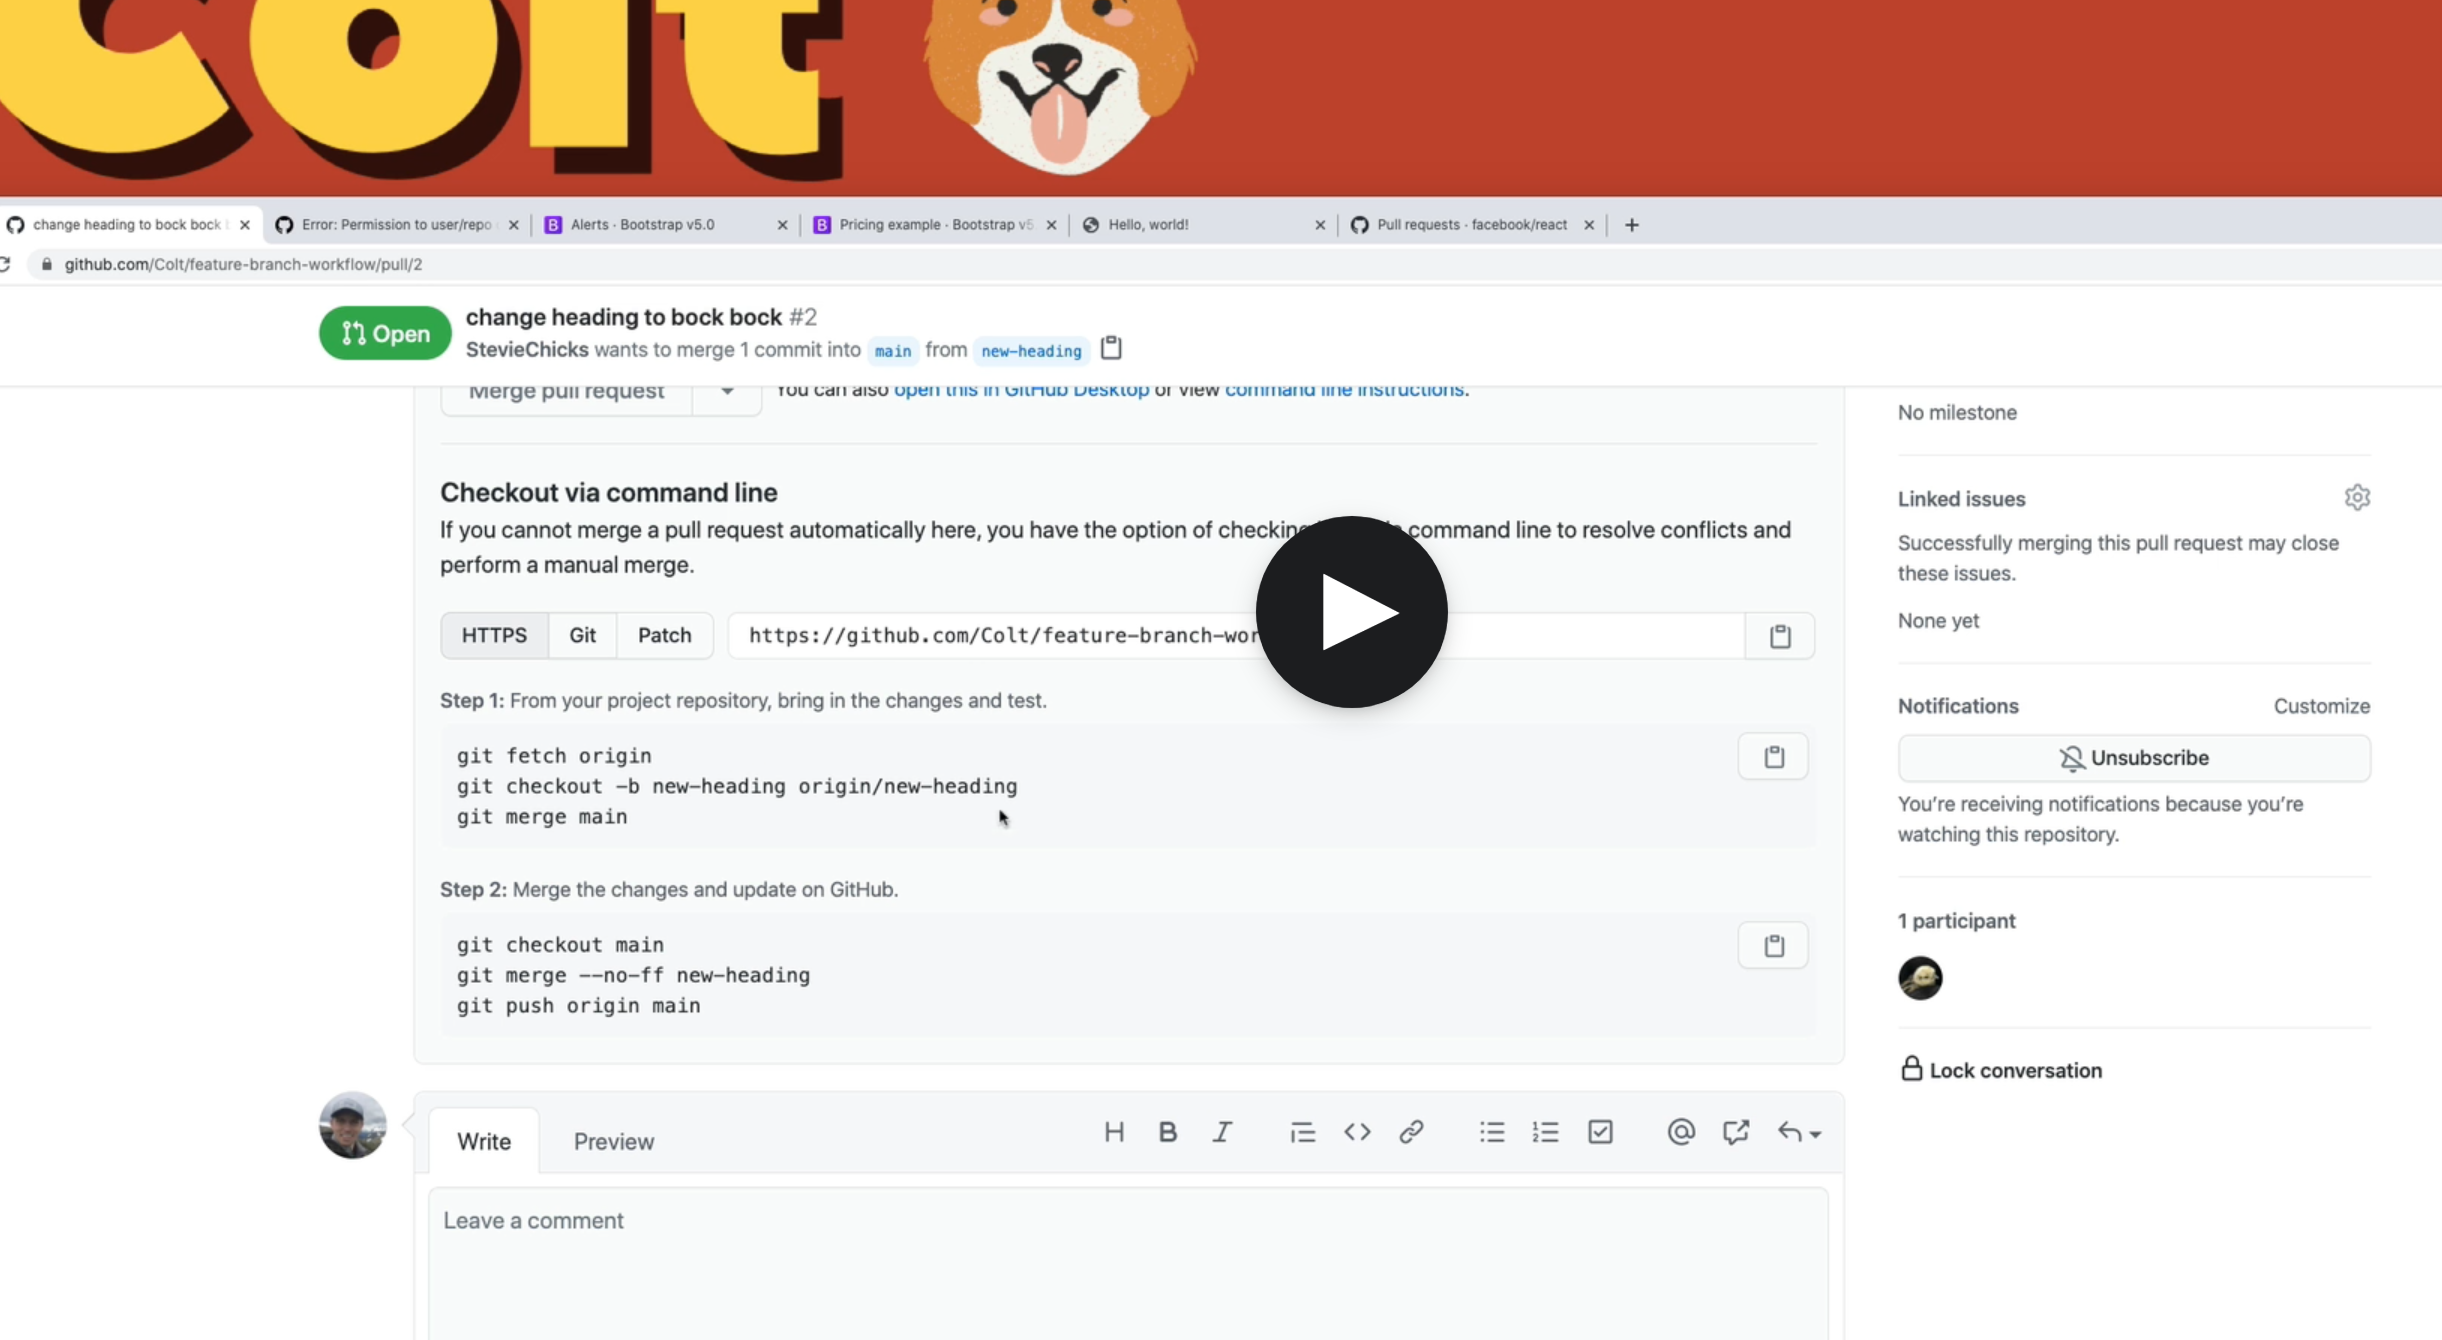 Colt
change heading to bock bock
Error: Permission to user/repo
Alerts · Bootstrap v5.0
Pricing example · Bootstrap v5
Hello, world!
Pull requests · facebook/react
github.com/Colt/feature-branch-workflow/pull/2
Open
change heading to bock bock #2
StevieChicks wants to merge 1 commit into main from new-heading
Merge pull request
You can also open this in GitHub Desktop or view command line instructions.
Checkout via command line
If you cannot merge a pull request automatically here, you have the option of checking command line to resolve conflicts and
perform a manual merge.
HTTPS Git Patch https://github.com/Colt/feature-branch-wor
Step 1: From your project repository, bring in the changes and test.
git fetch origin
git checkout -b new-heading origin/new-heading
git merge main
Step 2: Merge the changes and update on GitHub.
git checkout main
git merge --no-ff new-heading
git push origin main
Write Preview
Leave a comment
No milestone
Linked issues
Successfully merging this pull request may close
these issues.
None yet
Notifications Customize
Unsubscribe
You're receiving notifications because you're
watching this repository.
1 participant
Lock conversation